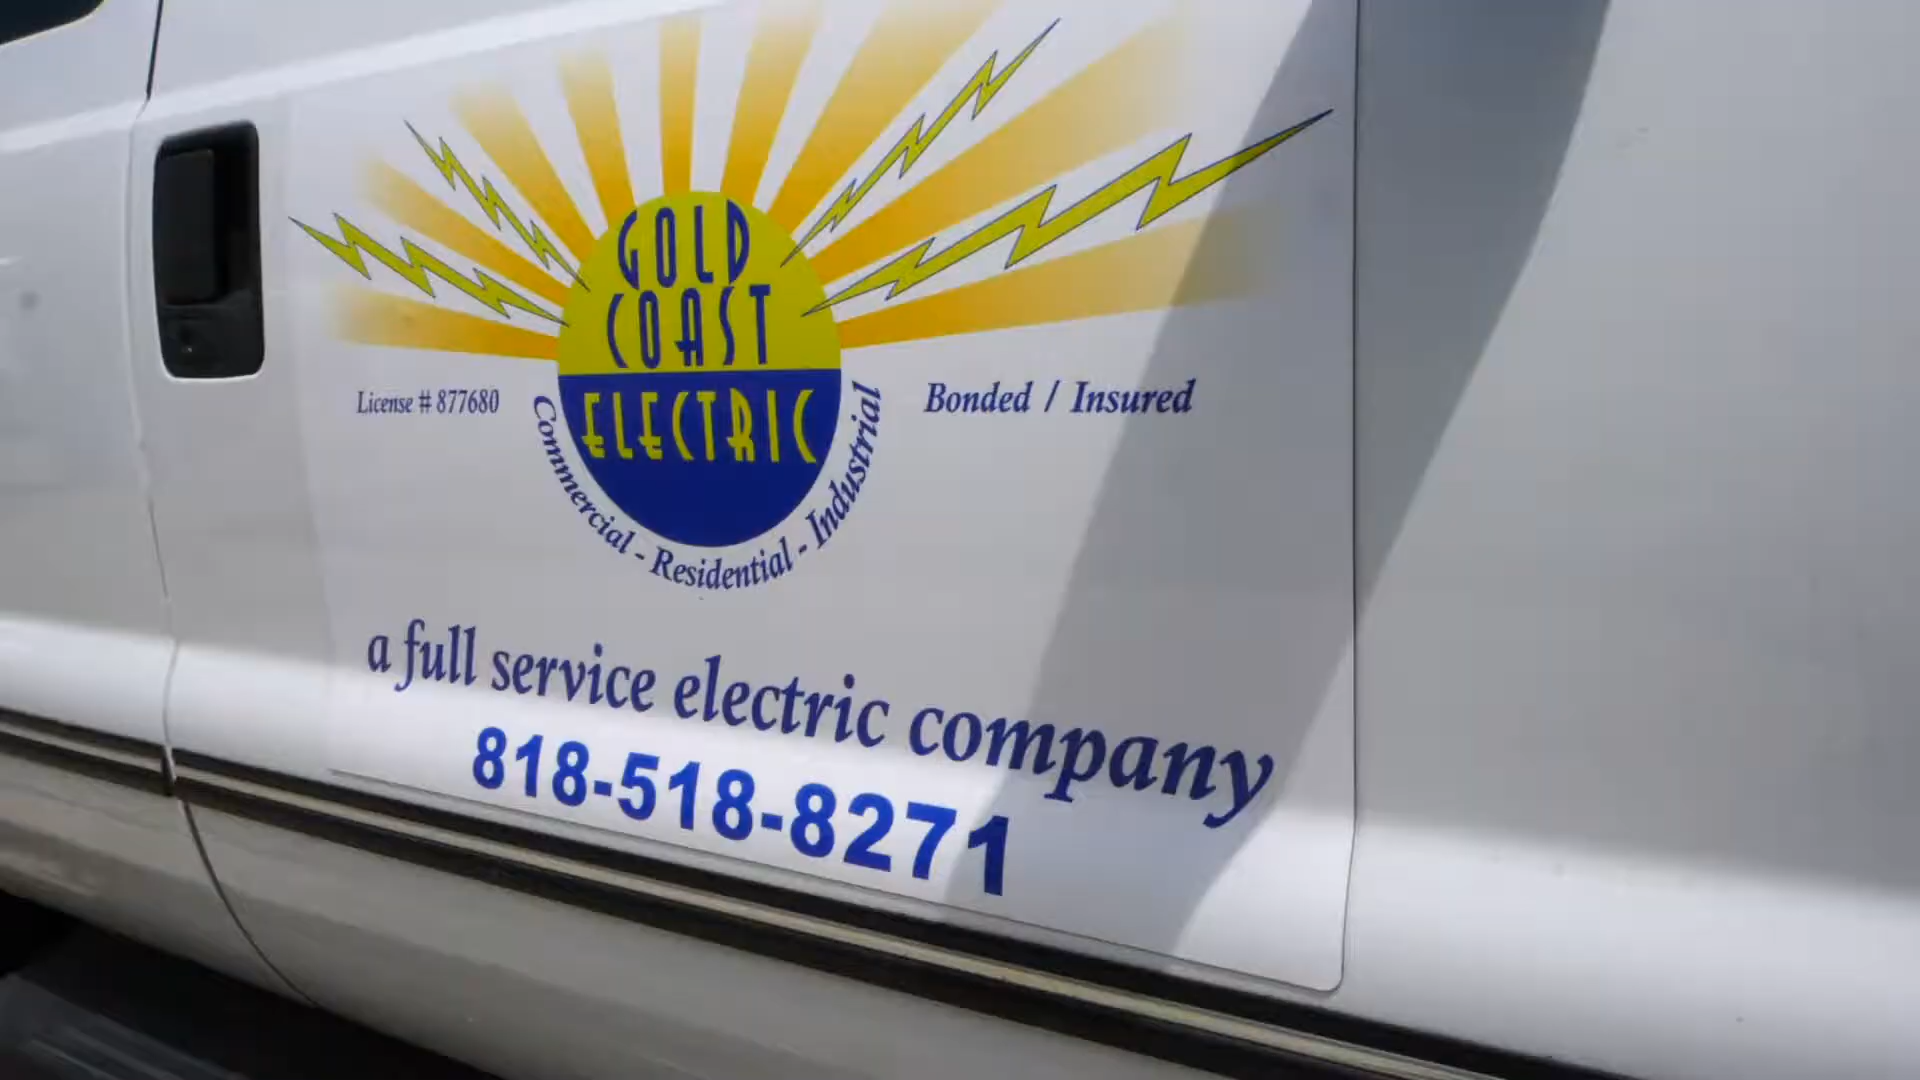 GOLD
COAST
ELECTRIC
License # 877680
Bonded / Insured
Commercial - Residential - Industrial
a full service electric company
818-518-8271